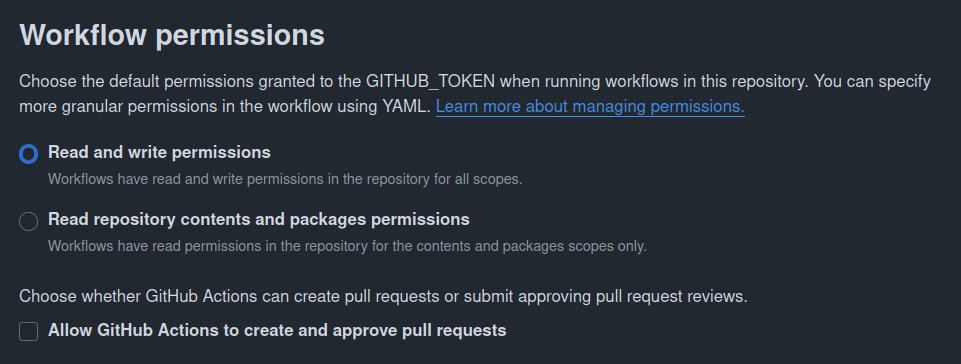 Workflow permissions
Choose the default permissions granted to the GITHUB_TOKEN when running workflows in this repository. You can specify
more granular permissions in the workflow using YAML. Learn more about managing permissions.
Read and write permissions
Workflows have read and write permissions in the repository for all scopes.
Read repository contents and packages permissions
Workflows have read permissions in the repository for the contents and packages scopes only.
Choose whether GitHub Actions can create pull requests or submit approving pull request reviews.
Allow GitHub Actions to create and approve pull requests